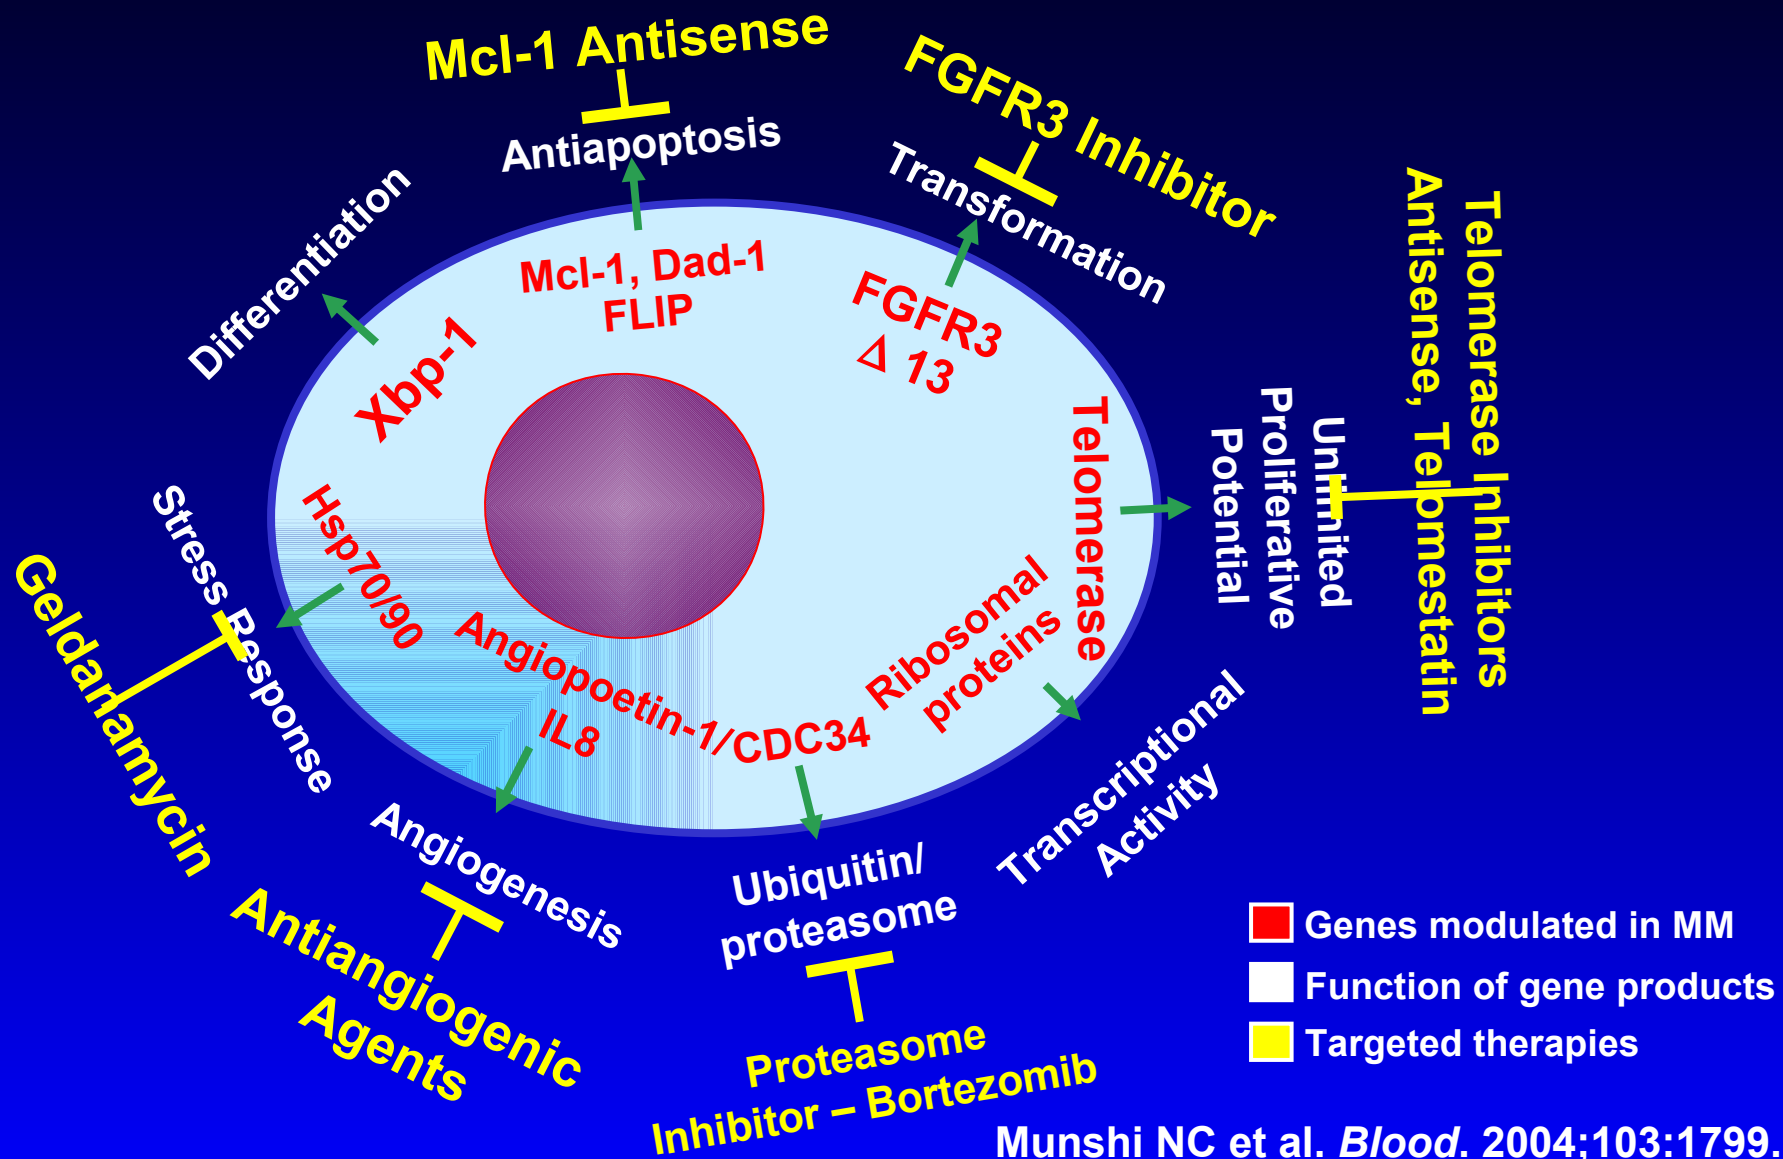 Mcl-1 Antisense
Antiapoptosis
FGFR3 Inhibitor
Transformation
Differentiation
Mcl-1, Dad-1
FLIP
FGFR3
Δ 13
Xbp-1
Telomerase
Unlimited
Proliferative
Potential
Telomerase Inhibitors
Antisense, Telomestatin
Stress Response
Hsp70/90
Geldanamycin
Angiopoetin-1/
IL8
CDC34
Ribosomal
proteins
Transcriptional
Activity
Angiogenesis
Antiangiogenic
Agents
Ubiquitin/
proteasome
Proteasome
Inhibitor – Bortezomib
Genes modulated in MM
Function of gene products
Targeted therapies
Munshi NC et al. Blood. 2004;103:1799.